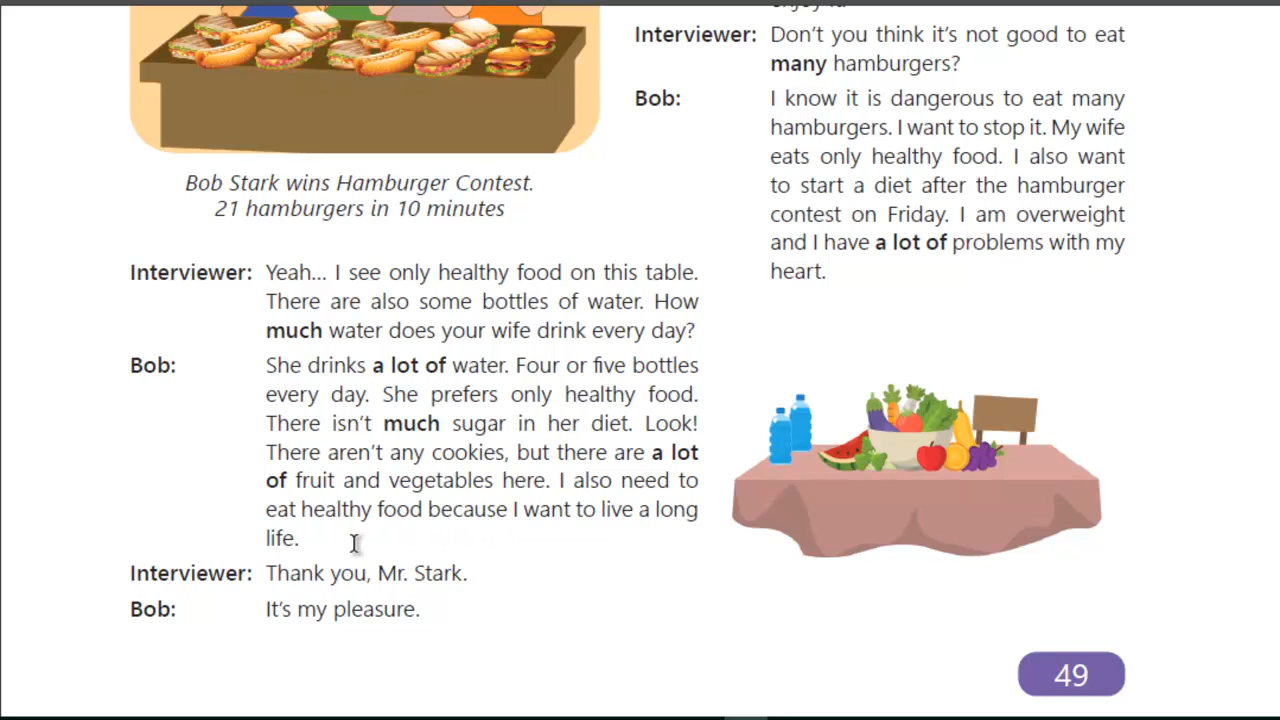 Bob Stark wins Hamburger Contest.
21 hamburgers in 10 minutes
Interviewer: Don't you think it's not good to eat
many hamburgers?
Bob: I know it is dangerous to eat many
hamburgers. I want to stop it. My wife
eats only healthy food. I also want
to start a diet after the hamburger
contest on Friday. I am overweight
and I have a lot of problems with my
heart.
Interviewer: Yeah... I see only healthy food on this table.
There are also some bottles of water. How
much water does your wife drink every day?
Bob: She drinks a lot of water. Four or five bottles
every day. She prefers only healthy food.
There isn't much sugar in her diet. Look!
There aren't any cookies, but there are a lot
of fruit and vegetables here. I also need to
eat healthy food because I want to live a long
life.
Interviewer: Thank you, Mr. Stark.
Bob: It's my pleasure.
49